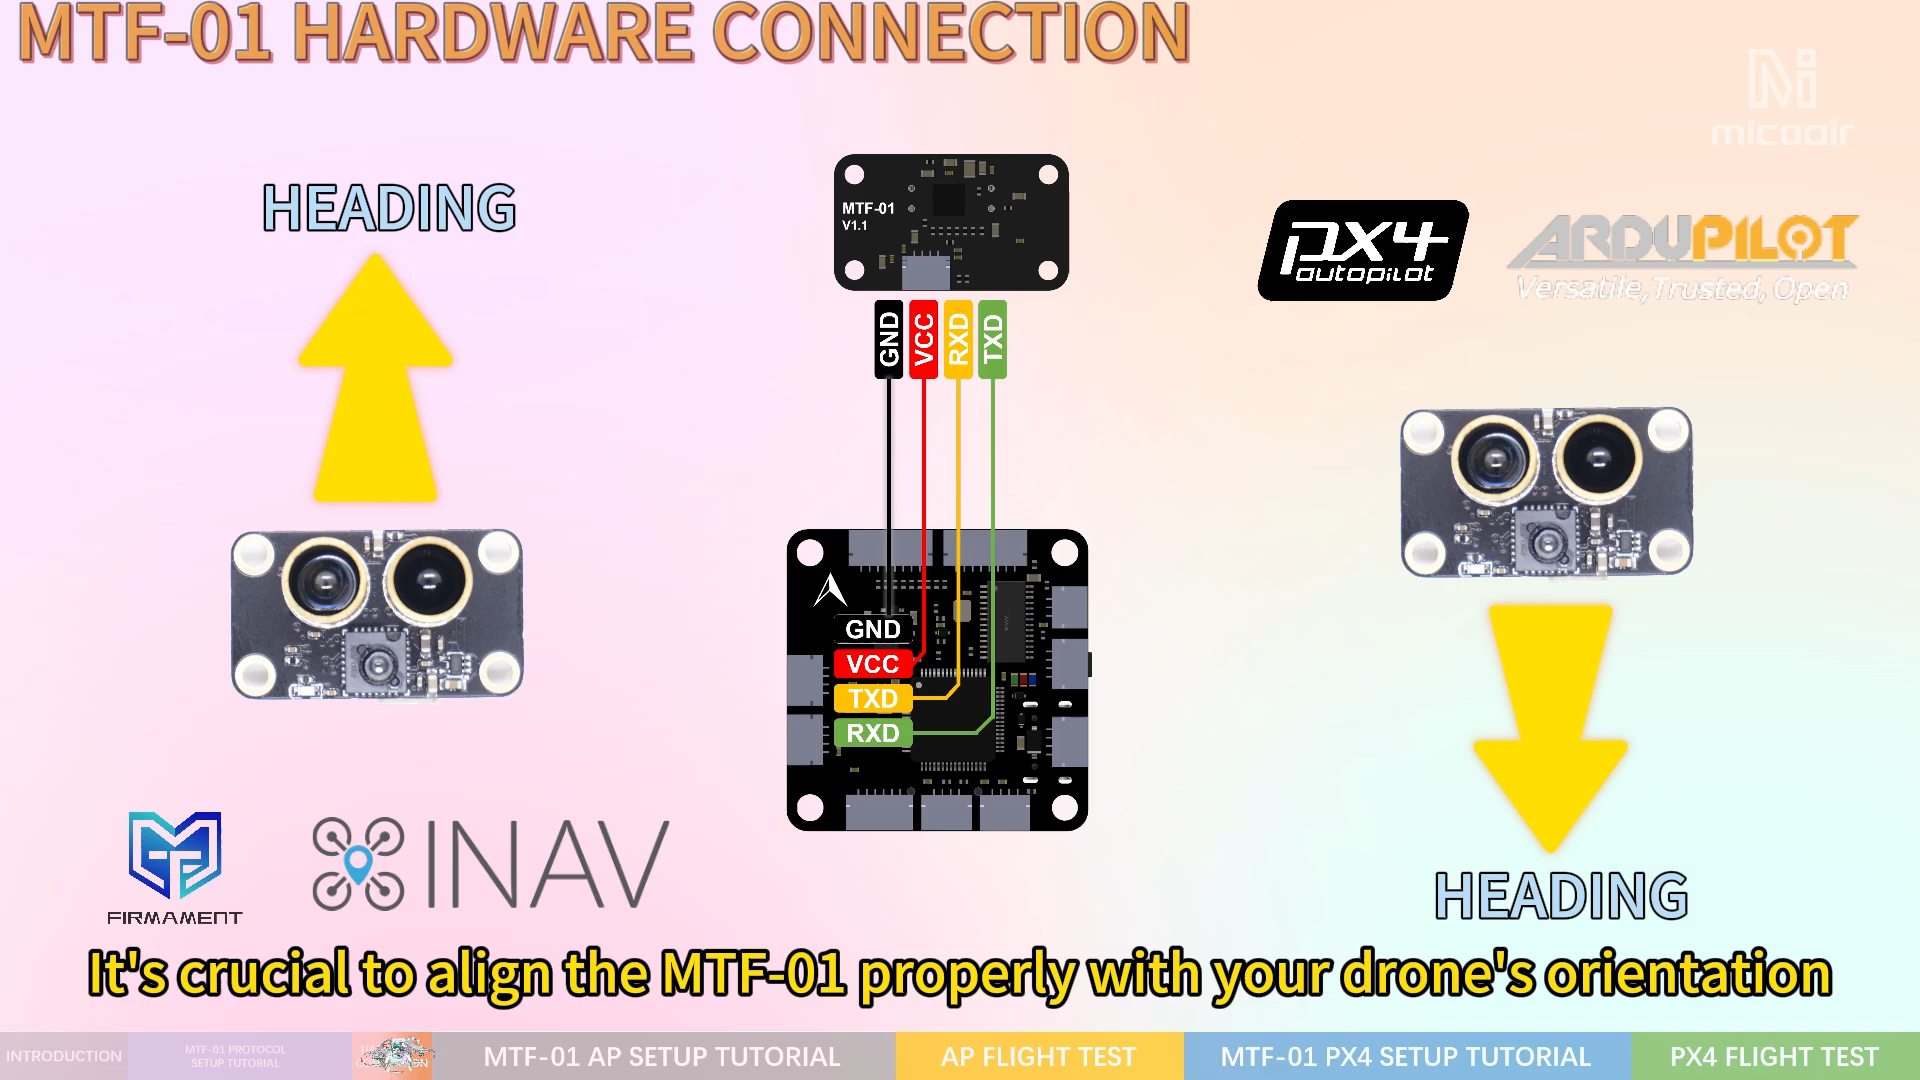 MTF-01 HARDWARE CONNECTION
micoair
HEADING
MTF-01
V1.1
GND
VCC
RXD
TXD
px4
autopilot
ARDUPILOT
Versatile, Trusted, Open
GND
VCC
TXD
RXD
FIRMAMENT
INAV
HEADING
It's crucial to align the MTF-01 properly with your drone's orientation
INTRODUCTION
MTF-01 PROTOCOL
SETUP TUTORIAL
MTF-01 AP SETUP TUTORIAL
AP FLIGHT TEST
MTF-01 PX4 SETUP TUTORIAL
PX4 FLIGHT TEST